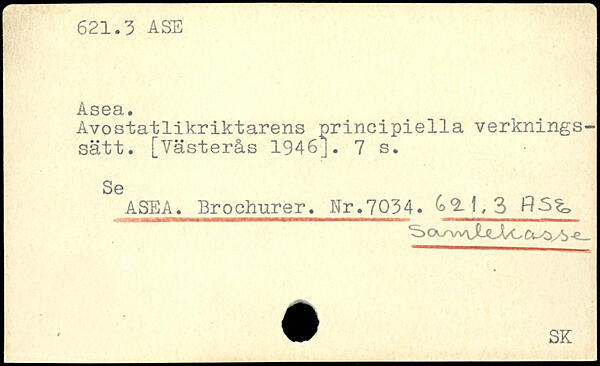 621.3 ASE
Asea.
Avostatlikriktarens principiella verknings-
sätt. [Västerås 1946]. 7 s.
Se
ASEA. Brochurer. Nr.7034. 621.3 ASE
Samlekasse
SK